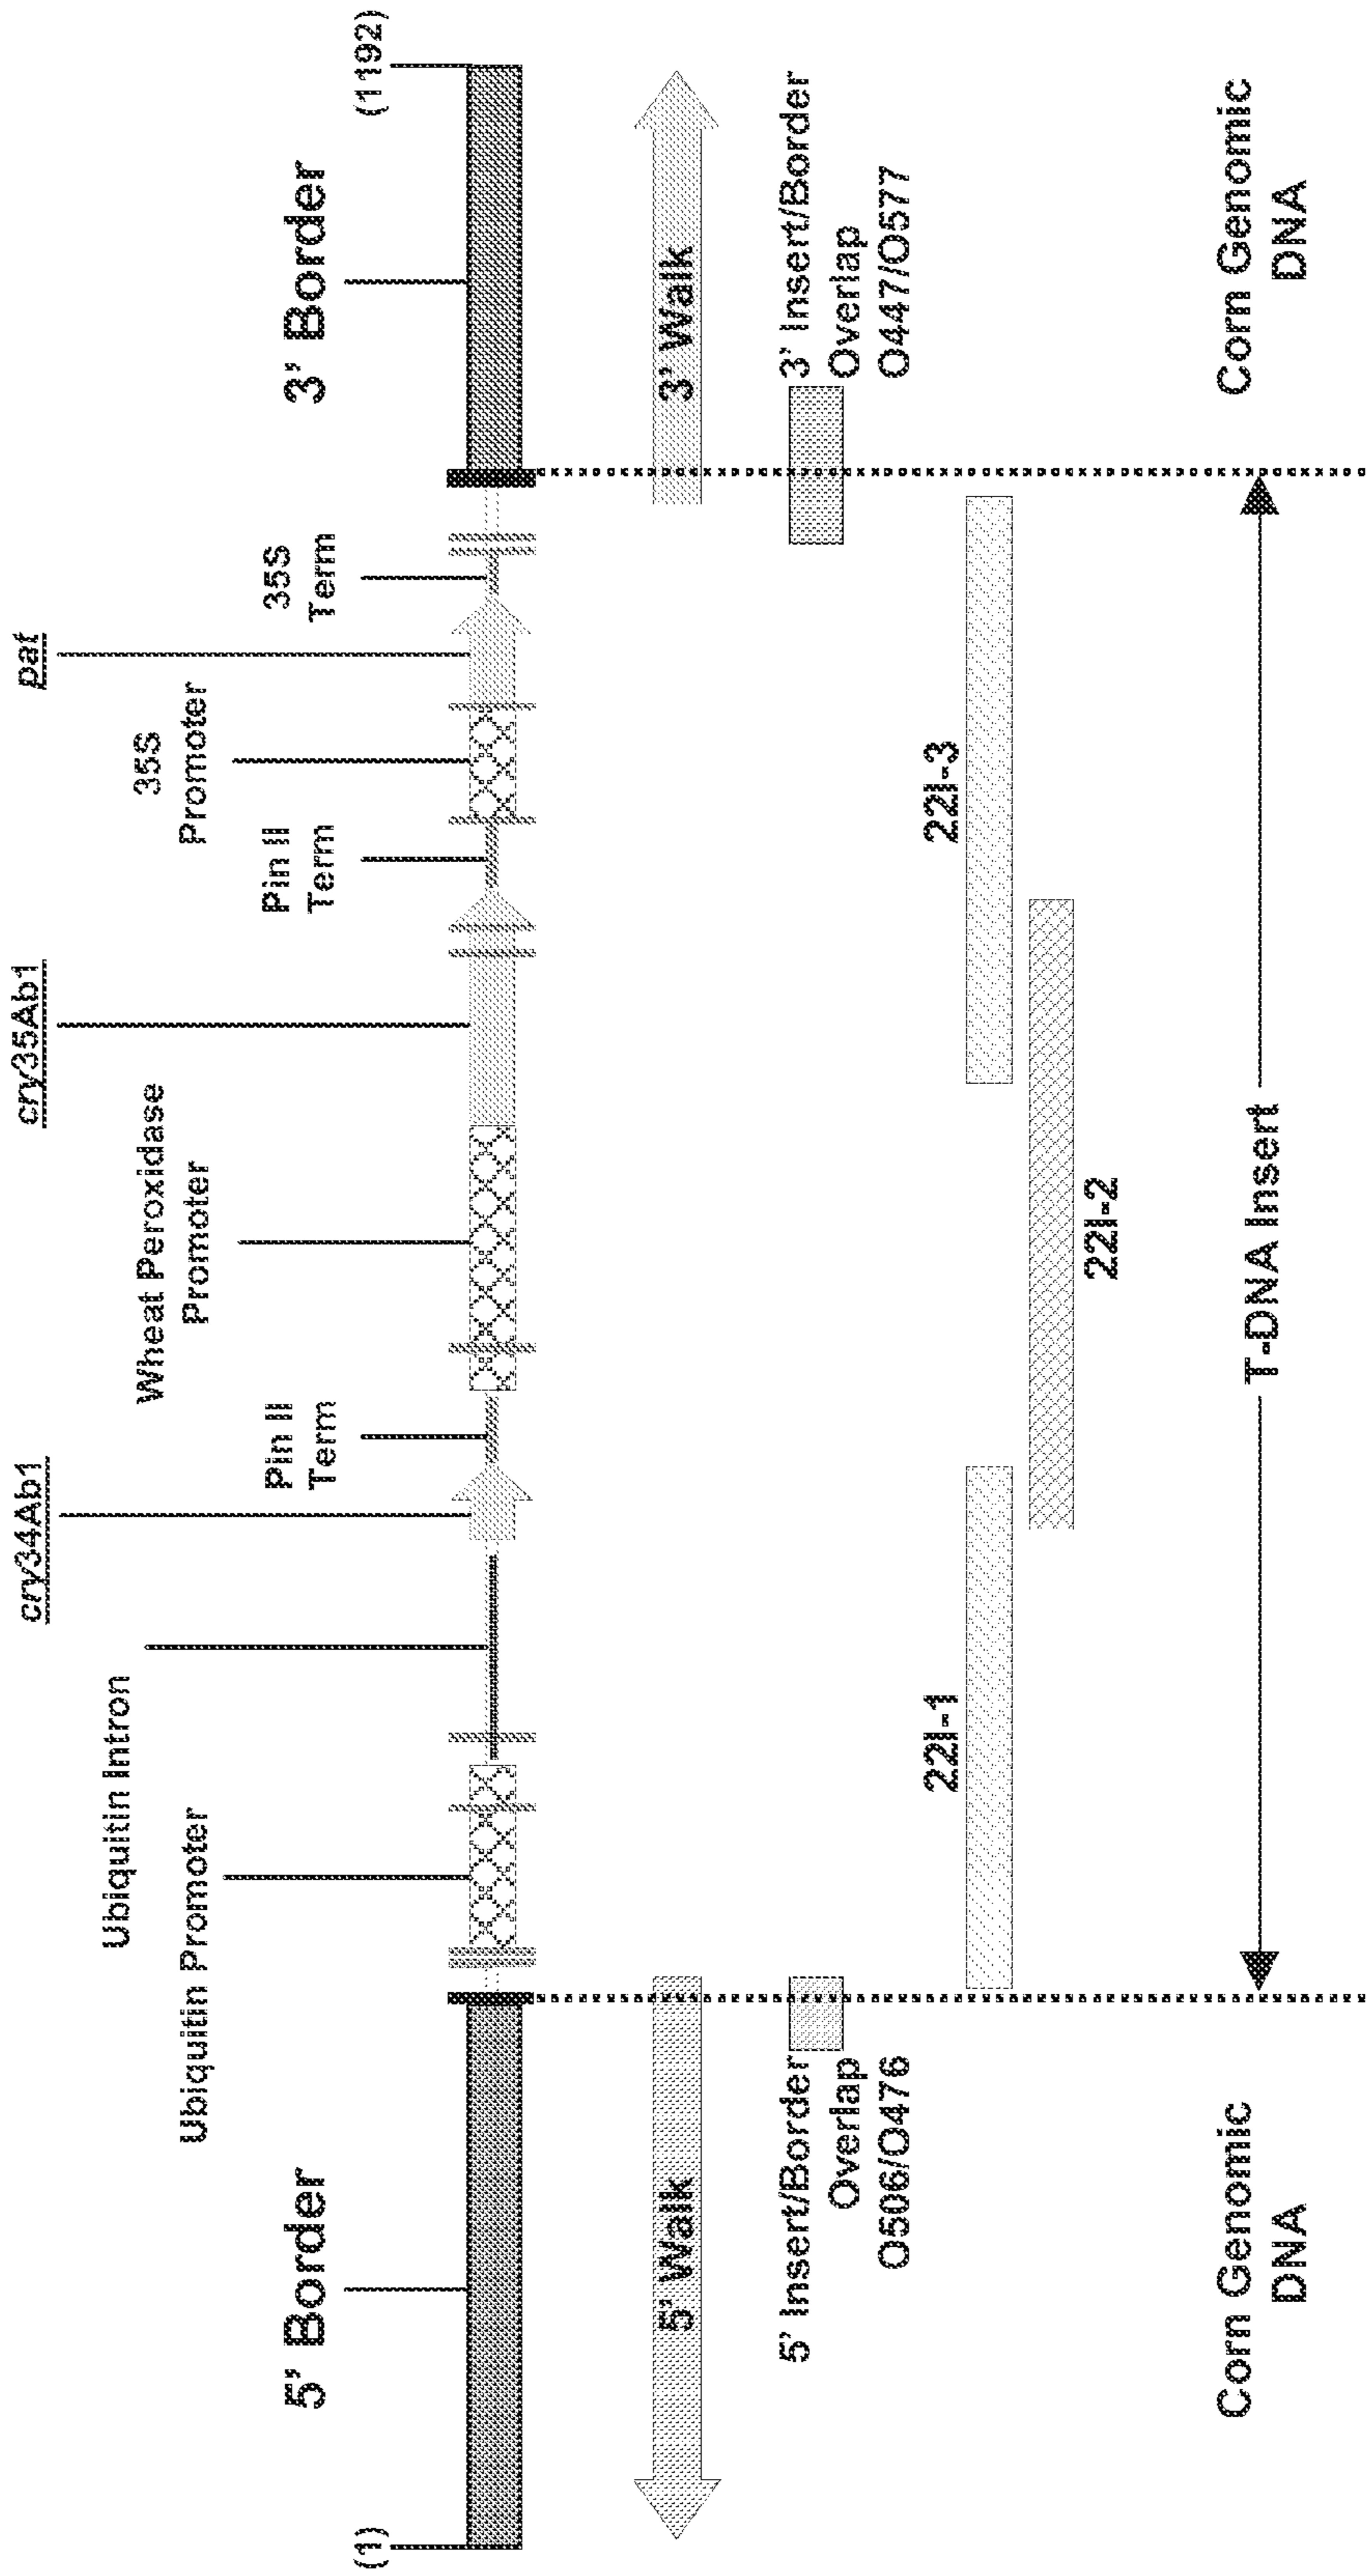 cry34Ab1
cry35Ab1
pat
Ubiquitin Intron
Ubiquitin Promoter
Wheat Peroxidase
Promoter
35S
Promoter
5' Border
Pin II
Term
Pin II
Term
35S
Term
3' Border
(1)
(1192)
5' Walk
3' Walk
5' Insert/Border
Overlap
O506/O476
3' Insert/Border
Overlap
O447/O577
22I-1
22I-3
22I-2
Corn Genomic
DNA
T-DNA Insert
Corn Genomic
DNA